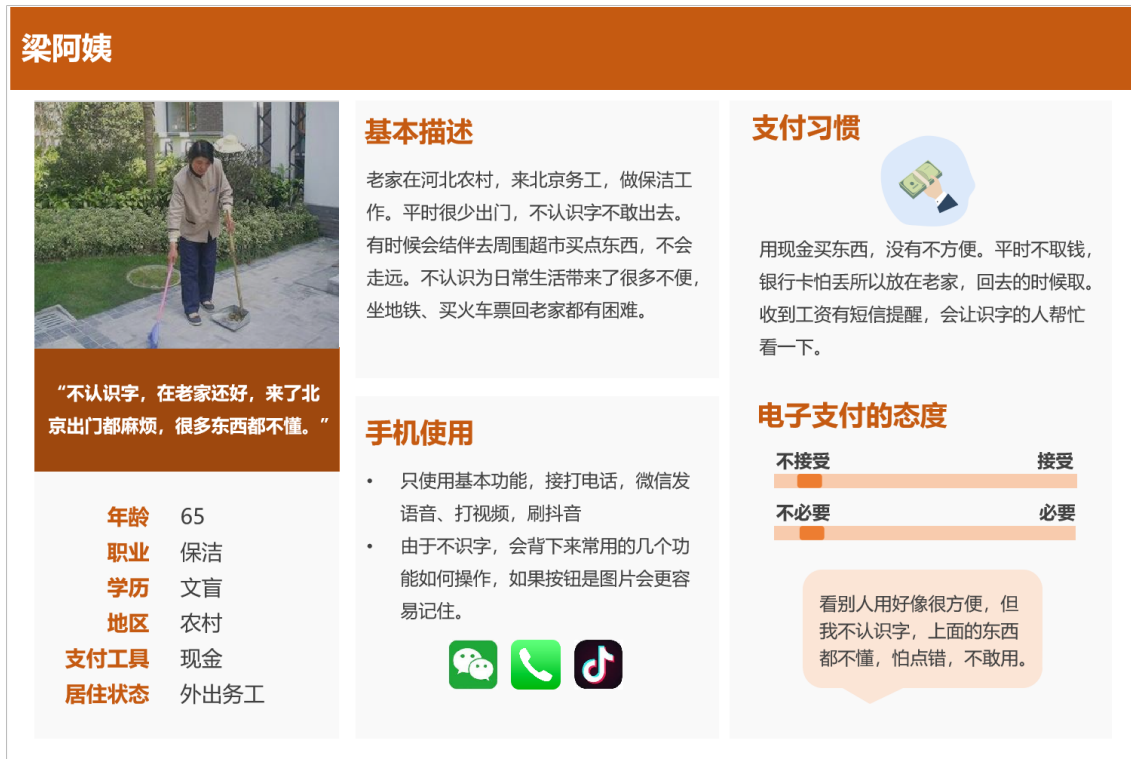 梁阿姨
“不认识字，在老家还好，来了北
京出门都麻烦，很多东西都不懂。”
年龄 65
职业 保洁
学历 文盲
地区 农村
支付工具 现金
居住状态 外出务工
基本描述
老家在河北农村，来北京务工，做保洁工
作。平时很少出门，不认识字不敢出去。
有时候会结伴去周围超市买点东西，不会
走远。不认识为日常生活带来了很多不便，
坐地铁、买火车票回老家都有困难。
手机使用
• 只使用基本功能，接打电话，微信发
语音、打视频，刷抖音
• 由于不识字，会背下来常用的几个功
能如何操作，如果按钮是图片会更容
易记住。
支付习惯
用现金买东西，没有不方便。平时不取钱，
银行卡怕丢所以放在老家，回去的时候取。
收到工资有短信提醒，会让识字的人帮忙
看一下。
电子支付的态度
不接受 接受
不必要 必要
看别人用好像很方便，但
我不认识字，上面的东西
都不懂，怕点错，不敢用。